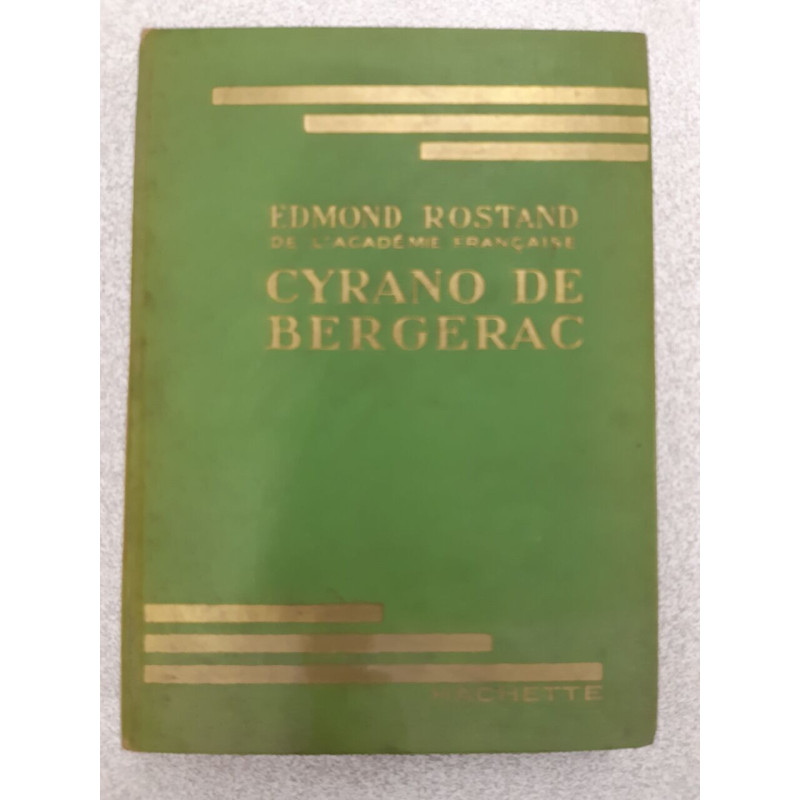 EDMOND ROSTAND
DE L'ACADÉMIE FRANÇAISE
CYRANO DE
BERGERAC
HACHETTE